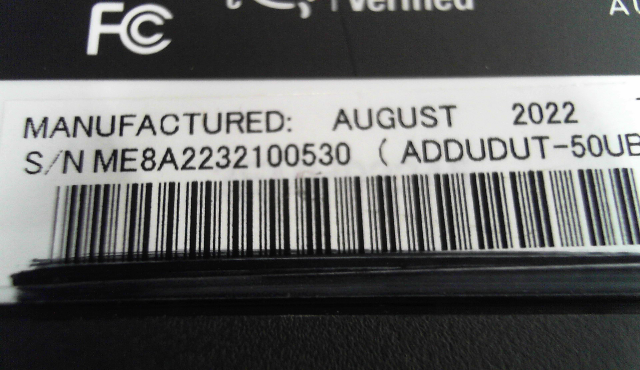 FC
Verified
MANUFACTURED: AUGUST 2022
S/N ME8A2232100530 ( ADDUDUT-50UB